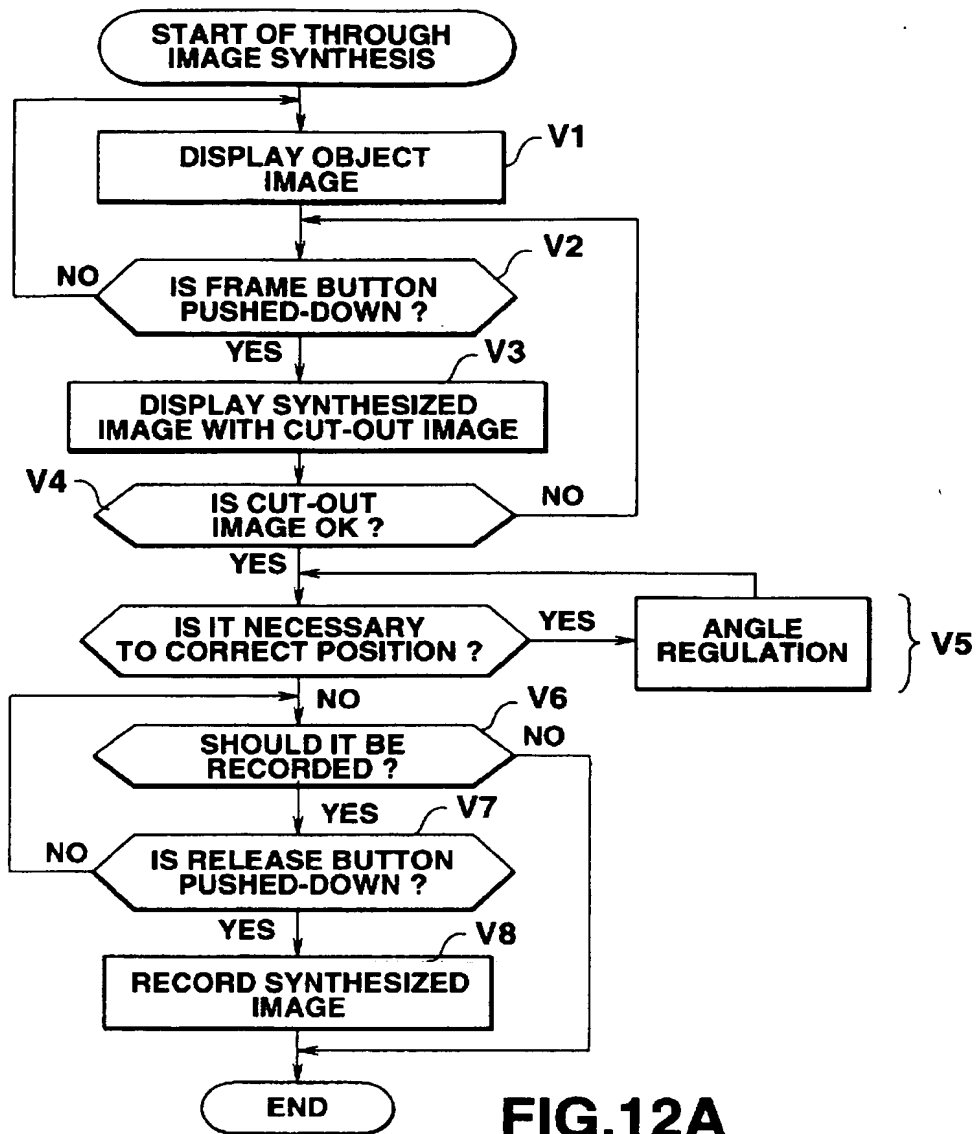 START OF THROUGH
IMAGE SYNTHESIS
V1
DISPLAY OBJECT
IMAGE
V2
NO
IS FRAME BUTTON
PUSHED-DOWN ?
YES
V3
DISPLAY SYNTHESIZED
IMAGE WITH CUT-OUT IMAGE
V4
IS CUT-OUT
IMAGE OK ?
NO
YES
IS IT NECESSARY
TO CORRECT POSITION ?
YES
ANGLE
REGULATION
V5
NO
V6
SHOULD IT BE
RECORDED ?
NO
YES
V7
NO
IS RELEASE BUTTON
PUSHED-DOWN ?
YES
V8
RECORD SYNTHESIZED
IMAGE
END
FIG.12A